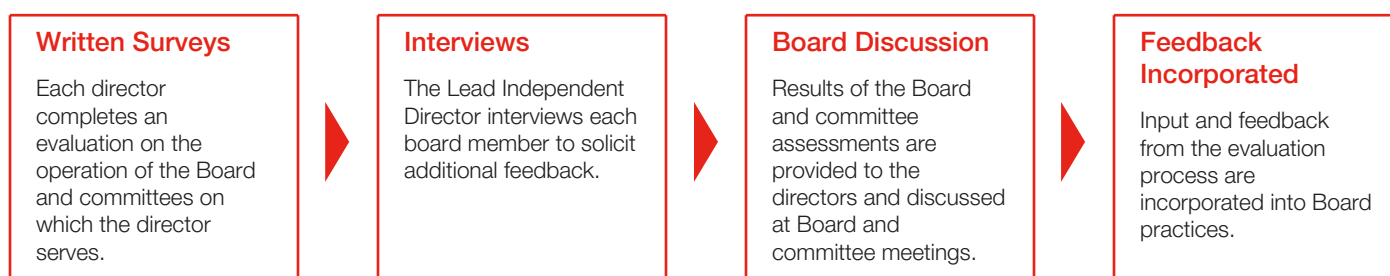 Written Surveys
Each director
completes an
evaluation on the
operation of the Board
and committees on
which the director
serves.
Interviews
The Lead Independent
Director interviews each
board member to solicit
additional feedback.
Board Discussion
Results of the Board
and committee
assessments are
provided to the
directors and discussed
at Board and
committee meetings.
Feedback
Incorporated
Input and feedback
from the evaluation
process are
incorporated into Board
practices.